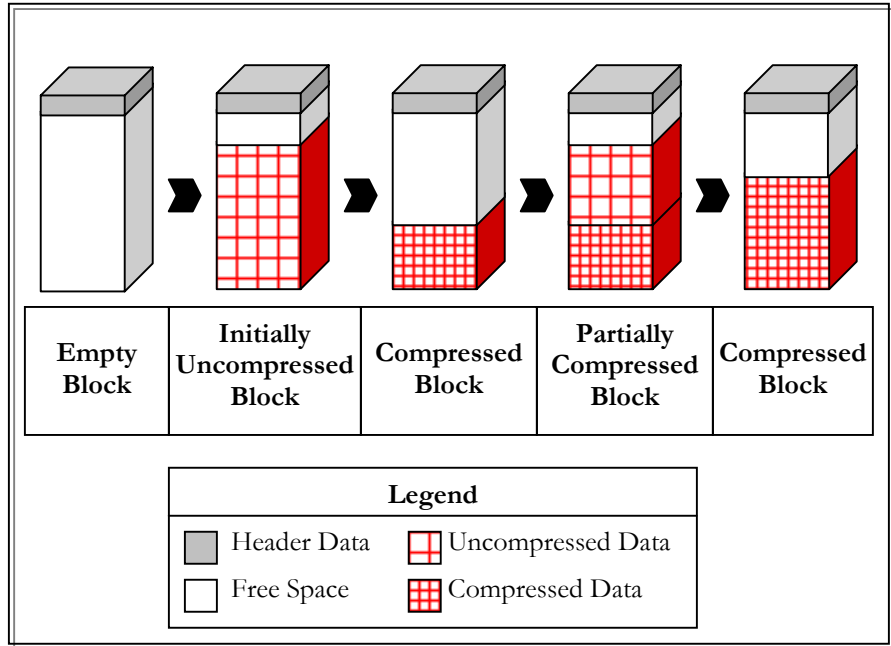 Empty
Block
Initially
Uncompressed
Block
Compressed
Block
Partially
Compressed
Block
Compressed
Block
Legend
Header Data
Uncompressed Data
Free Space
Compressed Data